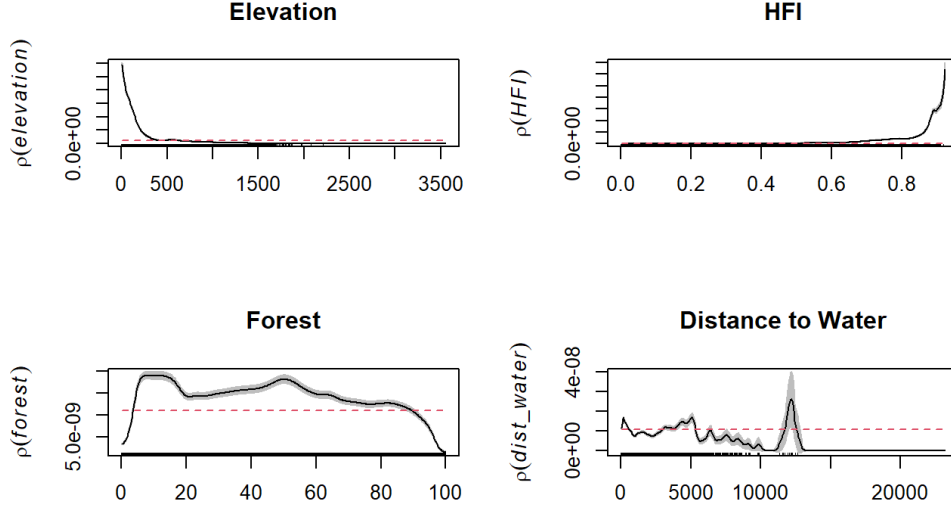 Elevation
HFI
ρ(elevation)
0.0e+00
0 500 1500 2500 3500
ρ(HFI)
0.0e+00
0.0 0.2 0.4 0.6 0.8
Forest
Distance to Water
ρ(forest)
5.0e-09
0 20 40 60 80 100
ρ(dist_water)
4e-08
0e+00
0 5000 10000 20000